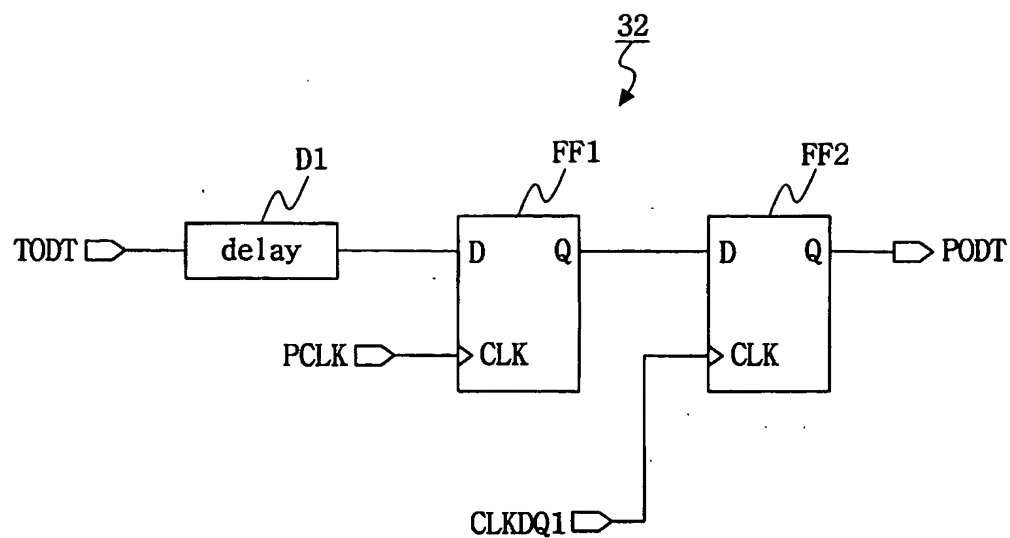 32
D1
FF1
FF2
TODT
delay
D
Q
D
Q
PODT
PCLK
CLK
CLK
CLKDQ1